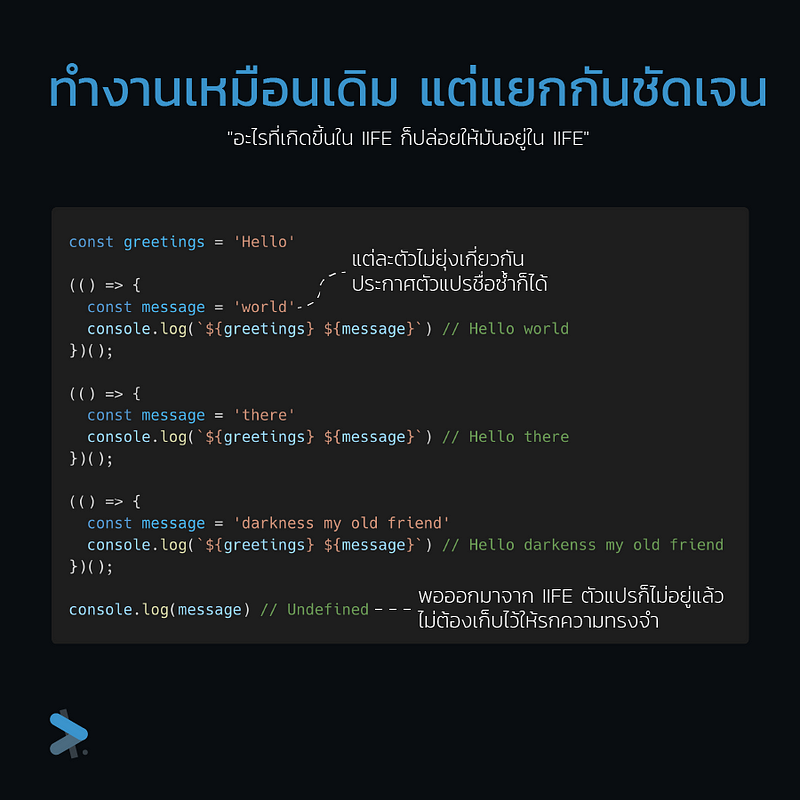 ทำงานเหมือนเดิม แต่แยกกันชัดเจน
"อะไรที่เกิดขึ้นใน IIFE ก็ปล่อยให้มันอยู่ใน IIFE"
const greetings = 'Hello'
แต่ละตัวไม่ยุ่งเกี่ยวกัน
ประกาศตัวแปรชื่อซ้ำก็ได้
(() => {
  const message = 'world'
  console.log(`${greetings} ${message}`) // Hello world
})();
(() => {
  const message = 'there'
  console.log(`${greetings} ${message}`) // Hello there
})();
(() => {
  const message = 'darkness my old friend'
  console.log(`${greetings} ${message}`) // Hello darkenss my old friend
})();
console.log(message) // Undefined
พอออกมาจาก IIFE ตัวแปรก็ไม่อยู่แล้ว
ไม่ต้องเก็บไว้ให้รกความทรงจำ